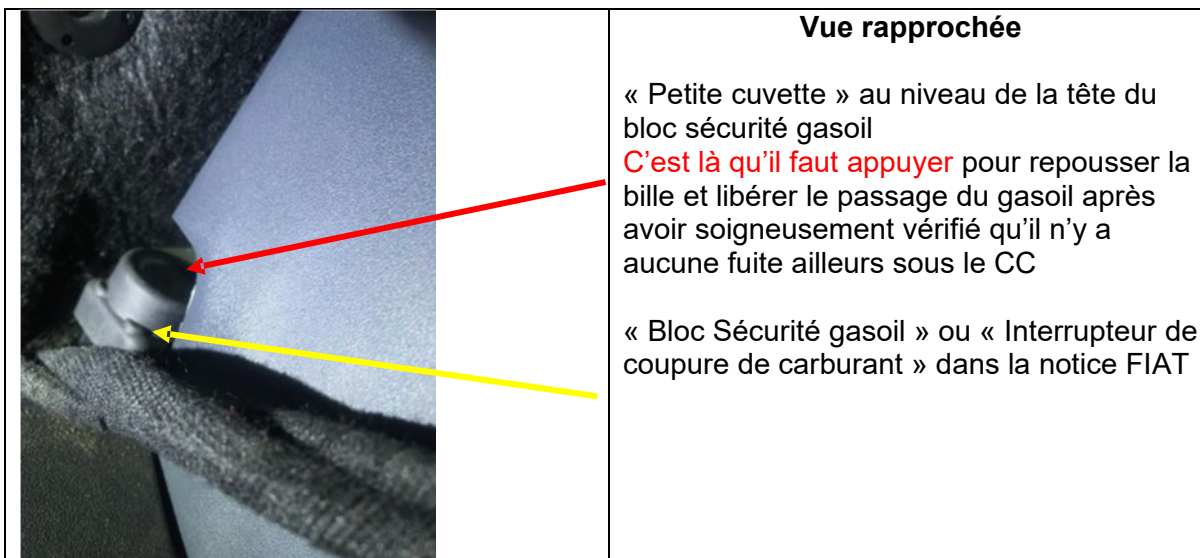 Vue rapprochée
« Petite cuvette » au niveau de la tête du
bloc sécurité gasoil
C’est là qu’il faut appuyer pour repousser la
bille et libérer le passage du gasoil après
avoir soigneusement vérifié qu’il n’y a
aucune fuite ailleurs sous le CC
« Bloc Sécurité gasoil » ou « Interrupteur de
coupure de carburant » dans la notice FIAT